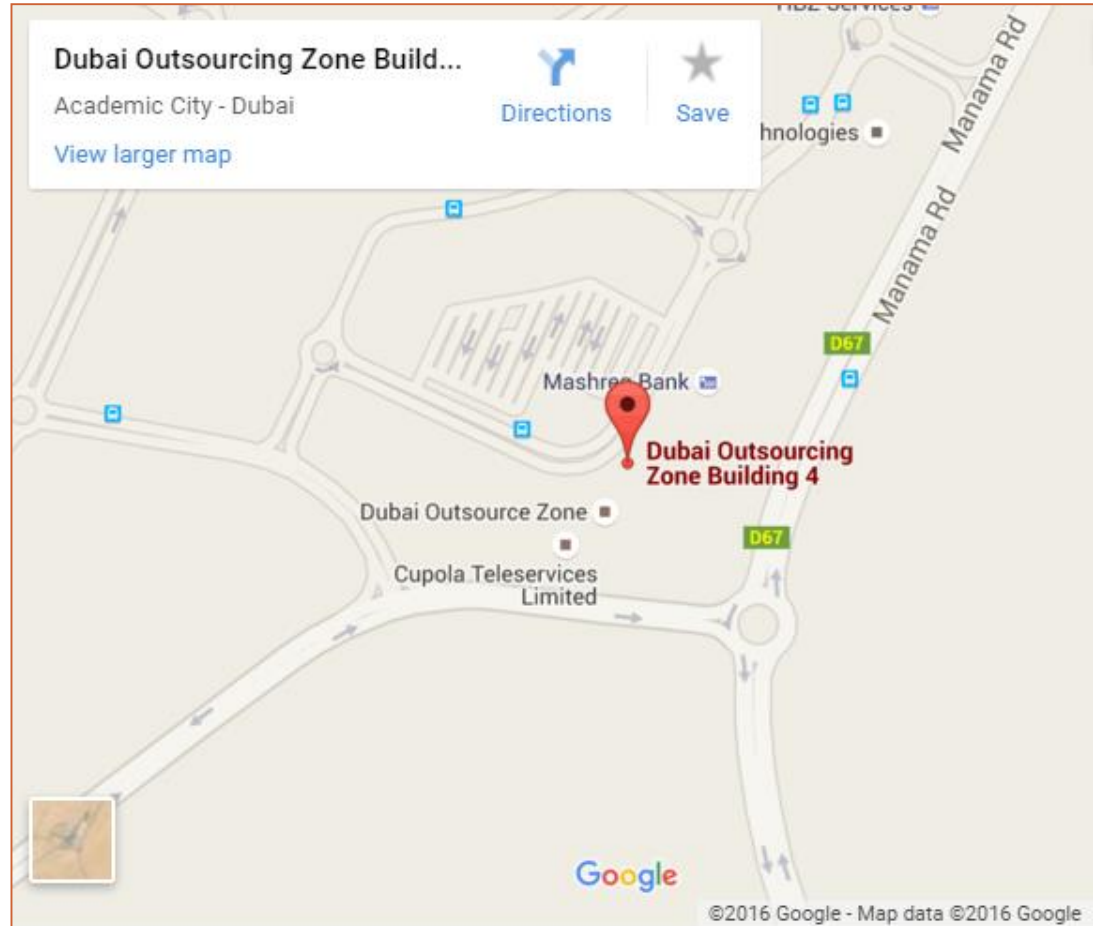 HBZ Services
Dubai Outsourcing Zone Build...
Academic City - Dubai
View larger map
Directions
Save
hnologies
Manama Rd
Manama Rd
D67
Mashreq Bank
Dubai Outsourcing
Zone Building 4
Dubai Outsource Zone
D67
Cupola Teleservices
Limited
Google
©2016 Google - Map data ©2016 Google